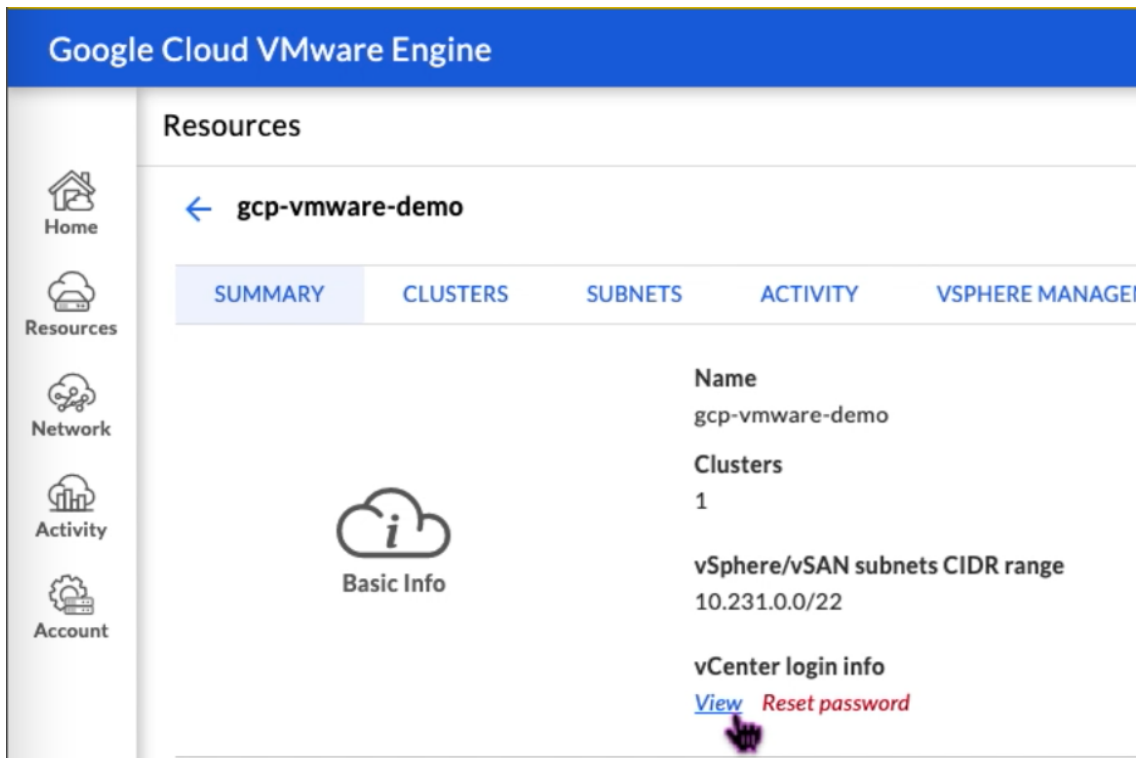 Google Cloud VMware Engine
Resources
gcp-vmware-demo
Home
Resources
Network
Activity
Account
SUMMARY CLUSTERS SUBNETS ACTIVITY VSPHERE MANAGE
Basic Info
Name
gcp-vmware-demo
Clusters
1
vSphere/vSAN subnets CIDR range
10.231.0.0/22
vCenter login info
View Reset password